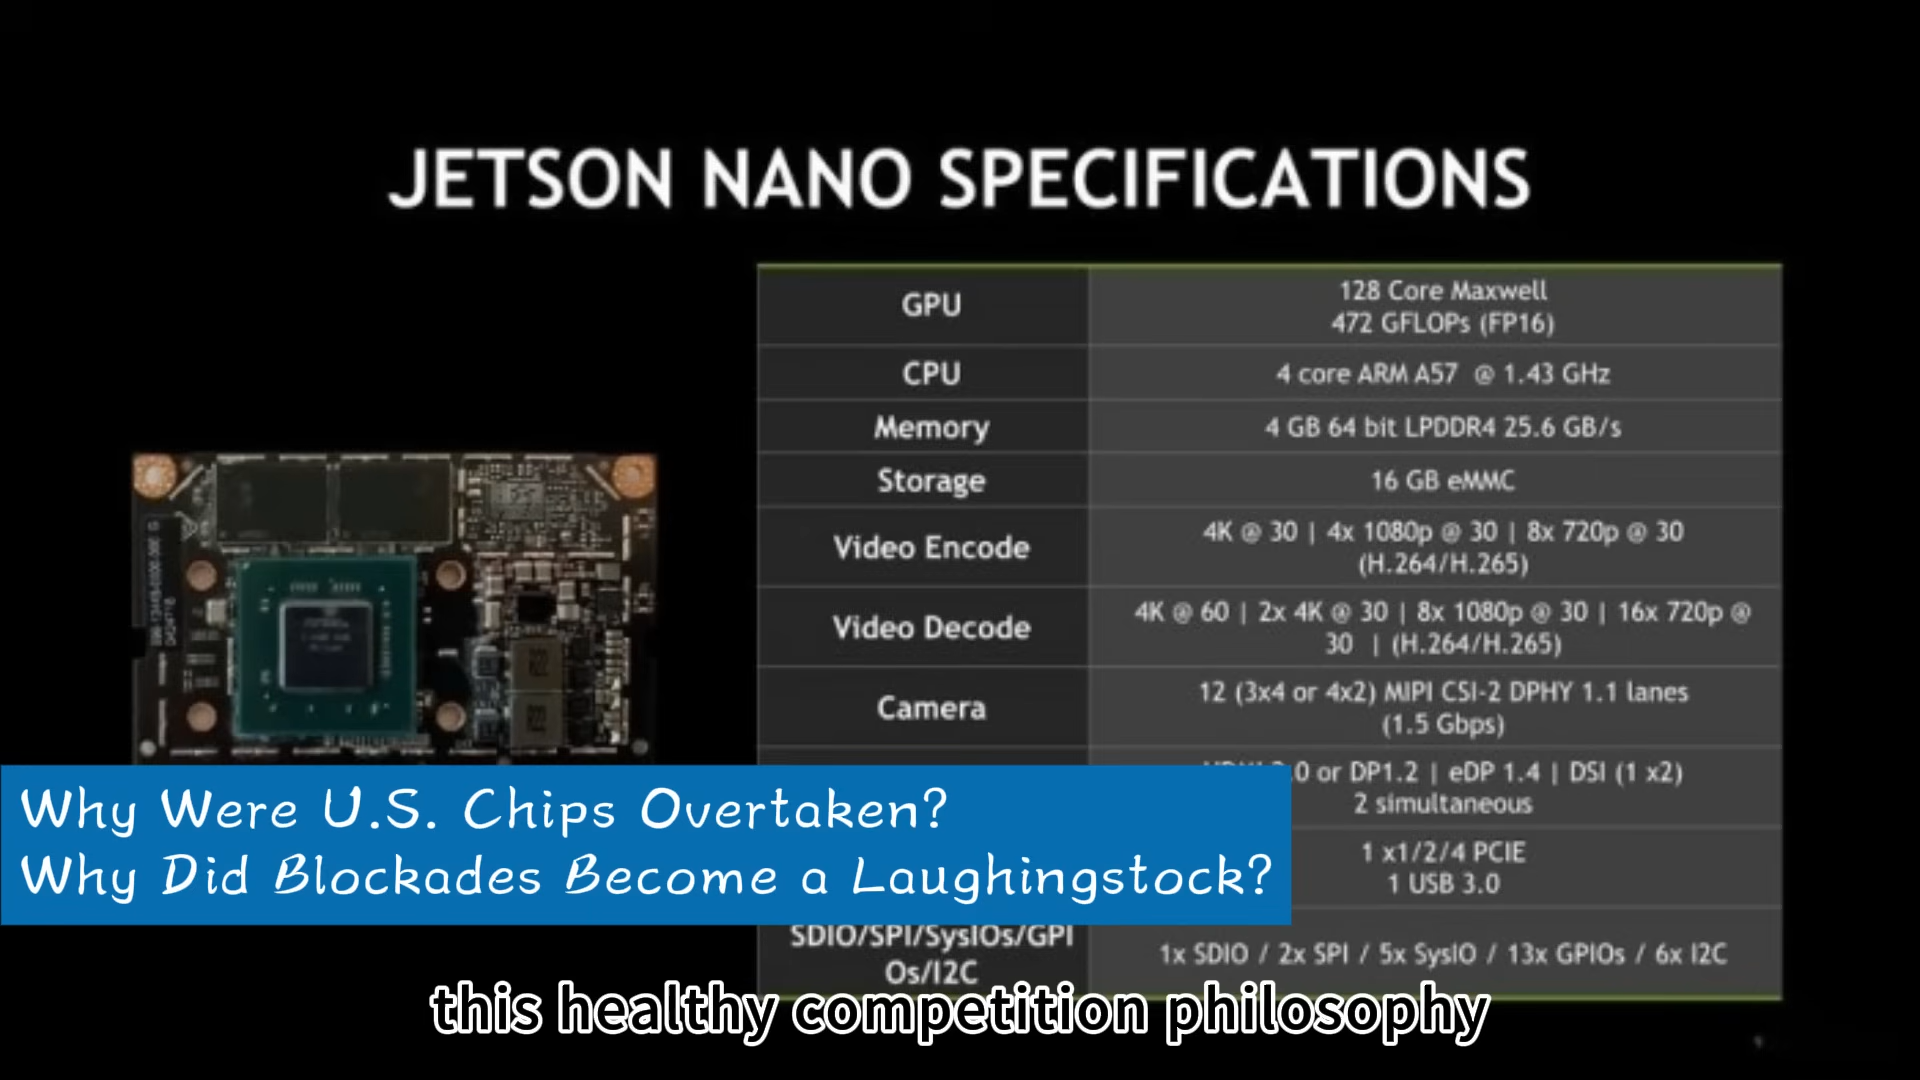 JETSON NANO SPECIFICATIONS
GPU
128 Core Maxwell
472 GFLOPs (FP16)
CPU
4 core ARM A57 @ 1.43 GHz
Memory
4 GB 64 bit LPDDR4 25.6 GB/s
Storage
16 GB eMMC
Video Encode
4K @ 30 | 4x 1080p @ 30 | 8x 720p @ 30
(H.264/H.265)
Video Decode
4K @ 60 | 2x 4K @ 30 | 8x 1080p @ 30 | 16x 720p @
30 | (H.264/H.265)
Camera
12 (3x4 or 4x2) MIPI CSI-2 DPHY 1.1 lanes
(1.5 Gbps)
or DP1.2 | eDP 1.4 | DSI (1 x2)
2 simultaneous
1 x1/2/4 PCIE
1 USB 3.0
Why Were U.S. Chips Overtaken?
Why Did Blockades Become a Laughingstock?
SDIO/SPI/SysIOs/GPI
Os/I2C
1x SDIO / 2x SPI / 5x SysIO / 13x GPIOs / 6x I2C
this healthy competition philosophy